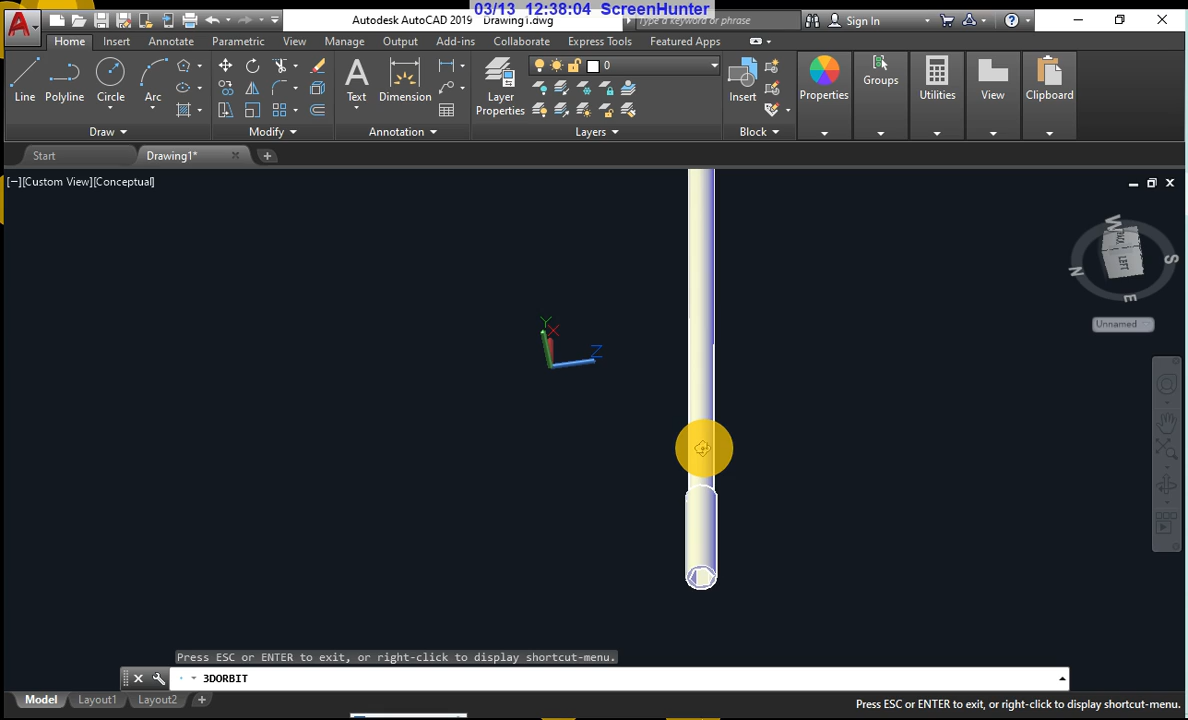 03/13 12:38:04 ScreenHunter
Autodesk AutoCAD 2019 Drawing1.dwg
Type a keyword or phrase
Sign In
Home Insert Annotate Parametric View Manage Output Add-ins Collaborate Express Tools Featured Apps
0
Line Polyline Circle Arc
Text Dimension
Layer
Properties
Insert
Properties
Groups
Utilities
View
Clipboard
Draw Modify Annotation Layers Block
Start
Drawing1*
[−][Custom View][Conceptual]
W
BACK
LEFT
N
S
E
Unnamed
Y
X
Z
Press ESC or ENTER to exit, or right-click to display shortcut-menu.
3DORBIT
Model Layout1 Layout2
Press ESC or ENTER to exit, or right-click to display shortcut-menu.